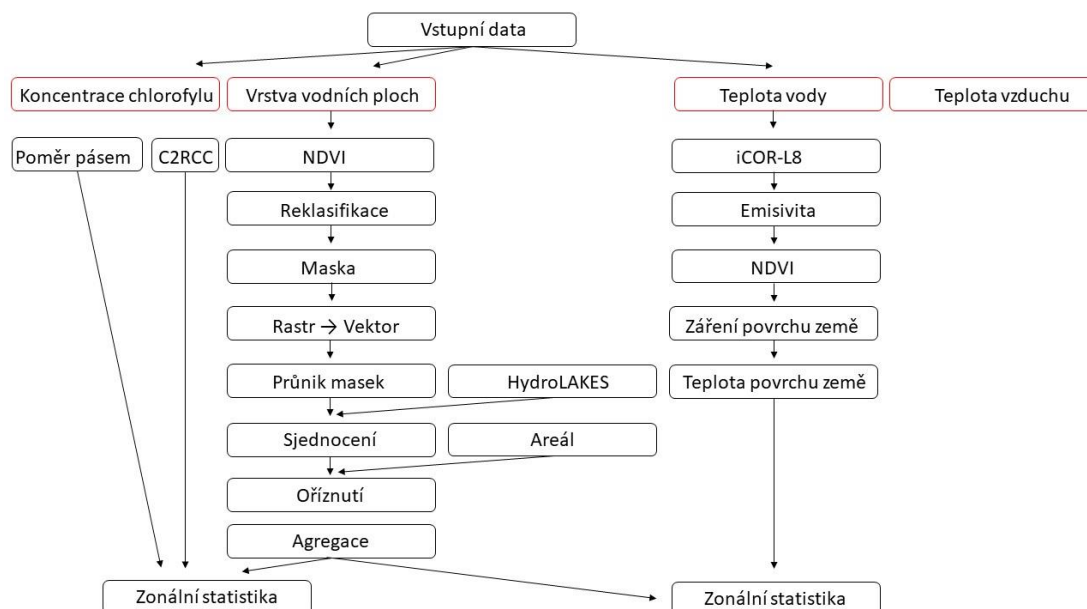 Vstupní data
Koncentrace chlorofylu
Vrstva vodních ploch
Teplota vody
Teplota vzduchu
Poměr pásem
C2RCC
NDVI
iCOR-L8
Reklasifikace
Emisivita
Maska
NDVI
Rastr → Vektor
Záření povrchu země
Průnik masek
HydroLAKES
Teplota povrchu země
Sjednocení
Areál
Oříznutí
Agregace
Zonální statistika
Zonální statistika